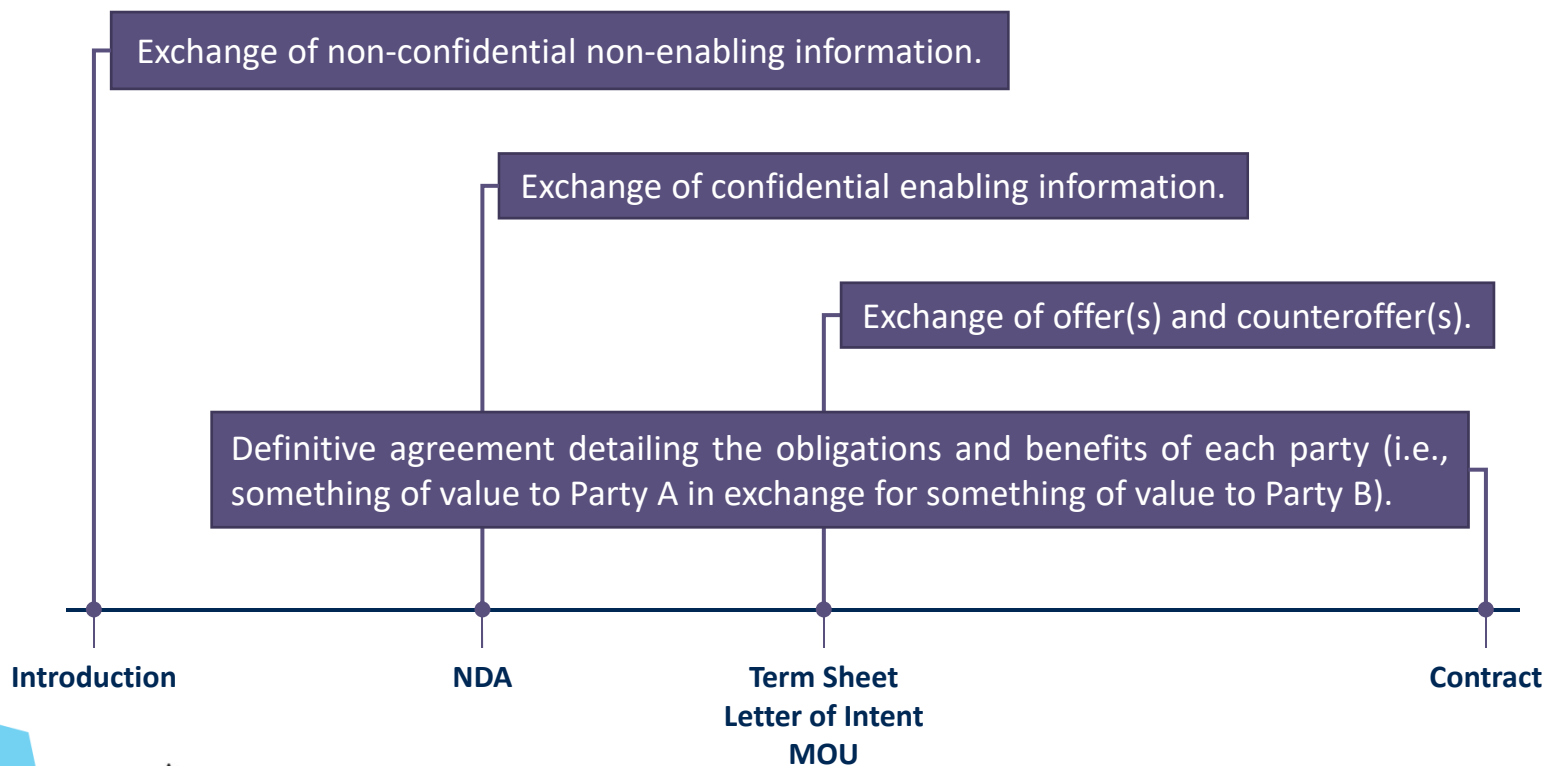 Exchange of non-confidential non-enabling information.
Exchange of confidential enabling information.
Exchange of offer(s) and counteroffer(s).
Definitive agreement detailing the obligations and benefits of each party (i.e.,
something of value to Party A in exchange for something of value to Party B).
Introduction
NDA
Term Sheet
Letter of Intent
MOU
Contract